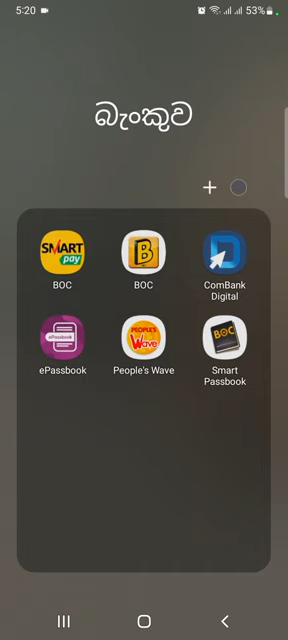 5:20
53%
බැංකුව
SMART
pay
BOC
B
BOC
ComBank
Digital
ePassbook
ePassbook
PEOPLE'S
Wave
People's Wave
BOC
Smart
Passbook